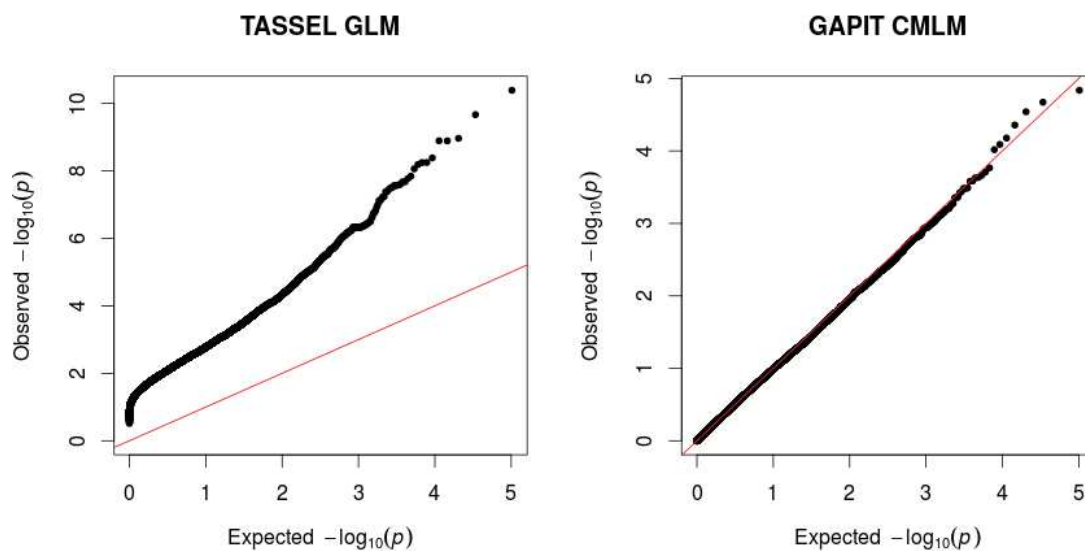 TASSEL GLM
Observed −log10(p)
10
8
6
4
2
0
0 1 2 3 4 5
Expected −log10(p)
GAPIT CMLM
Observed −log10(p)
5
4
3
2
1
0
0 1 2 3 4 5
Expected −log10(p)